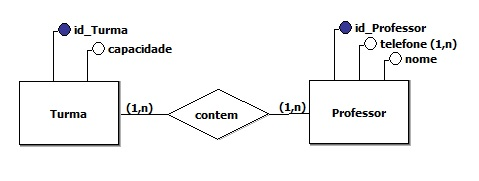 id_Turma
capacidade
Turma
(1,n)
contem
(1,n)
id_Professor
telefone (1,n)
nome
Professor